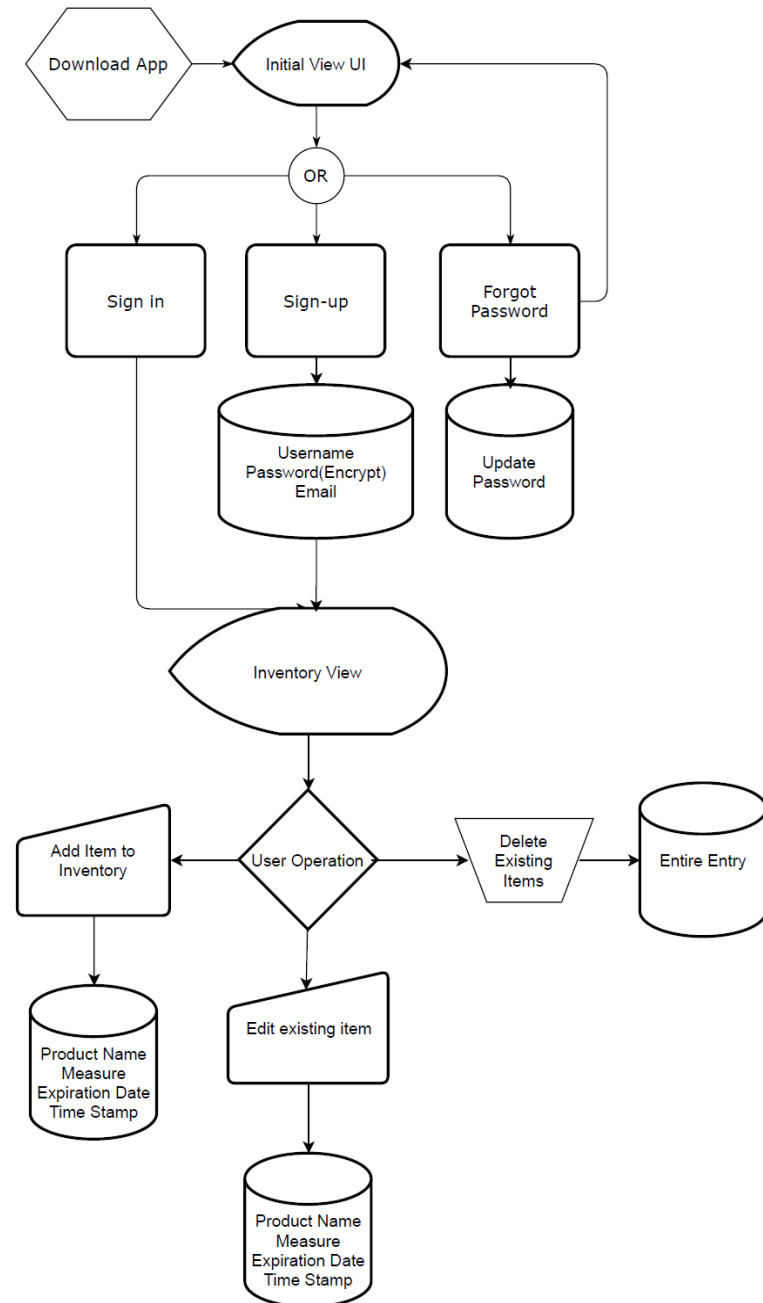 Download App
Initial View UI
OR
Sign in
Sign-up
Forgot
Password
Username
Password(Encrypt)
Email
Update
Password
Inventory View
User Operation
Add Item to
Inventory
Delete
Existing
Items
Entire Entry
Product Name
Measure
Expiration Date
Time Stamp
Edit existing item
Product Name
Measure
Expiration Date
Time Stamp